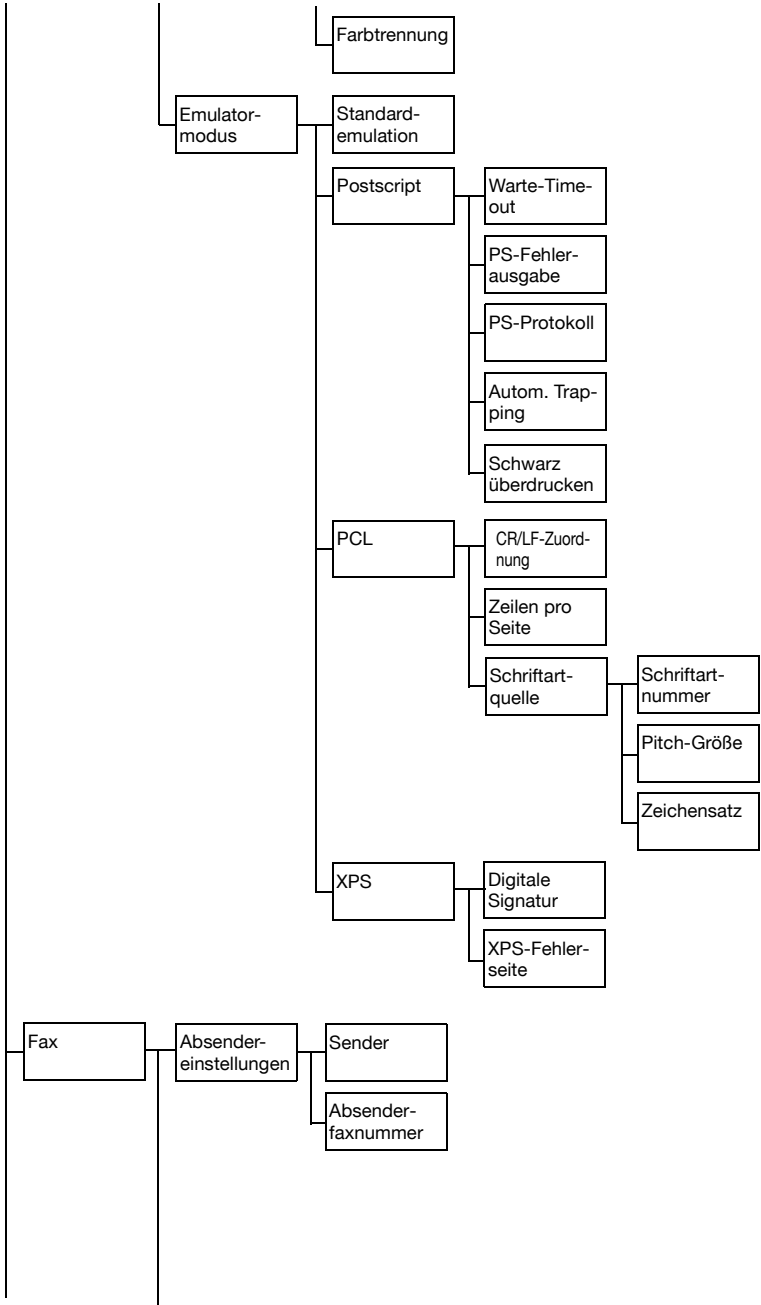 Farbtrennung
Emulator-
modus
Standard-
emulation
Postscript
Warte-Time-
out
PS-Fehler-
ausgabe
PS-Protokoll
Autom. Trap-
ping
Schwarz
überdrucken
PCL
CR/LF-Zuord-
nung
Zeilen pro
Seite
Schriftart-
quelle
Schriftart-
nummer
Pitch-Größe
Zeichensatz
XPS
Digitale
Signatur
XPS-Fehler-
seite
Fax
Absender-
einstellungen
Sender
Absender-
faxnummer